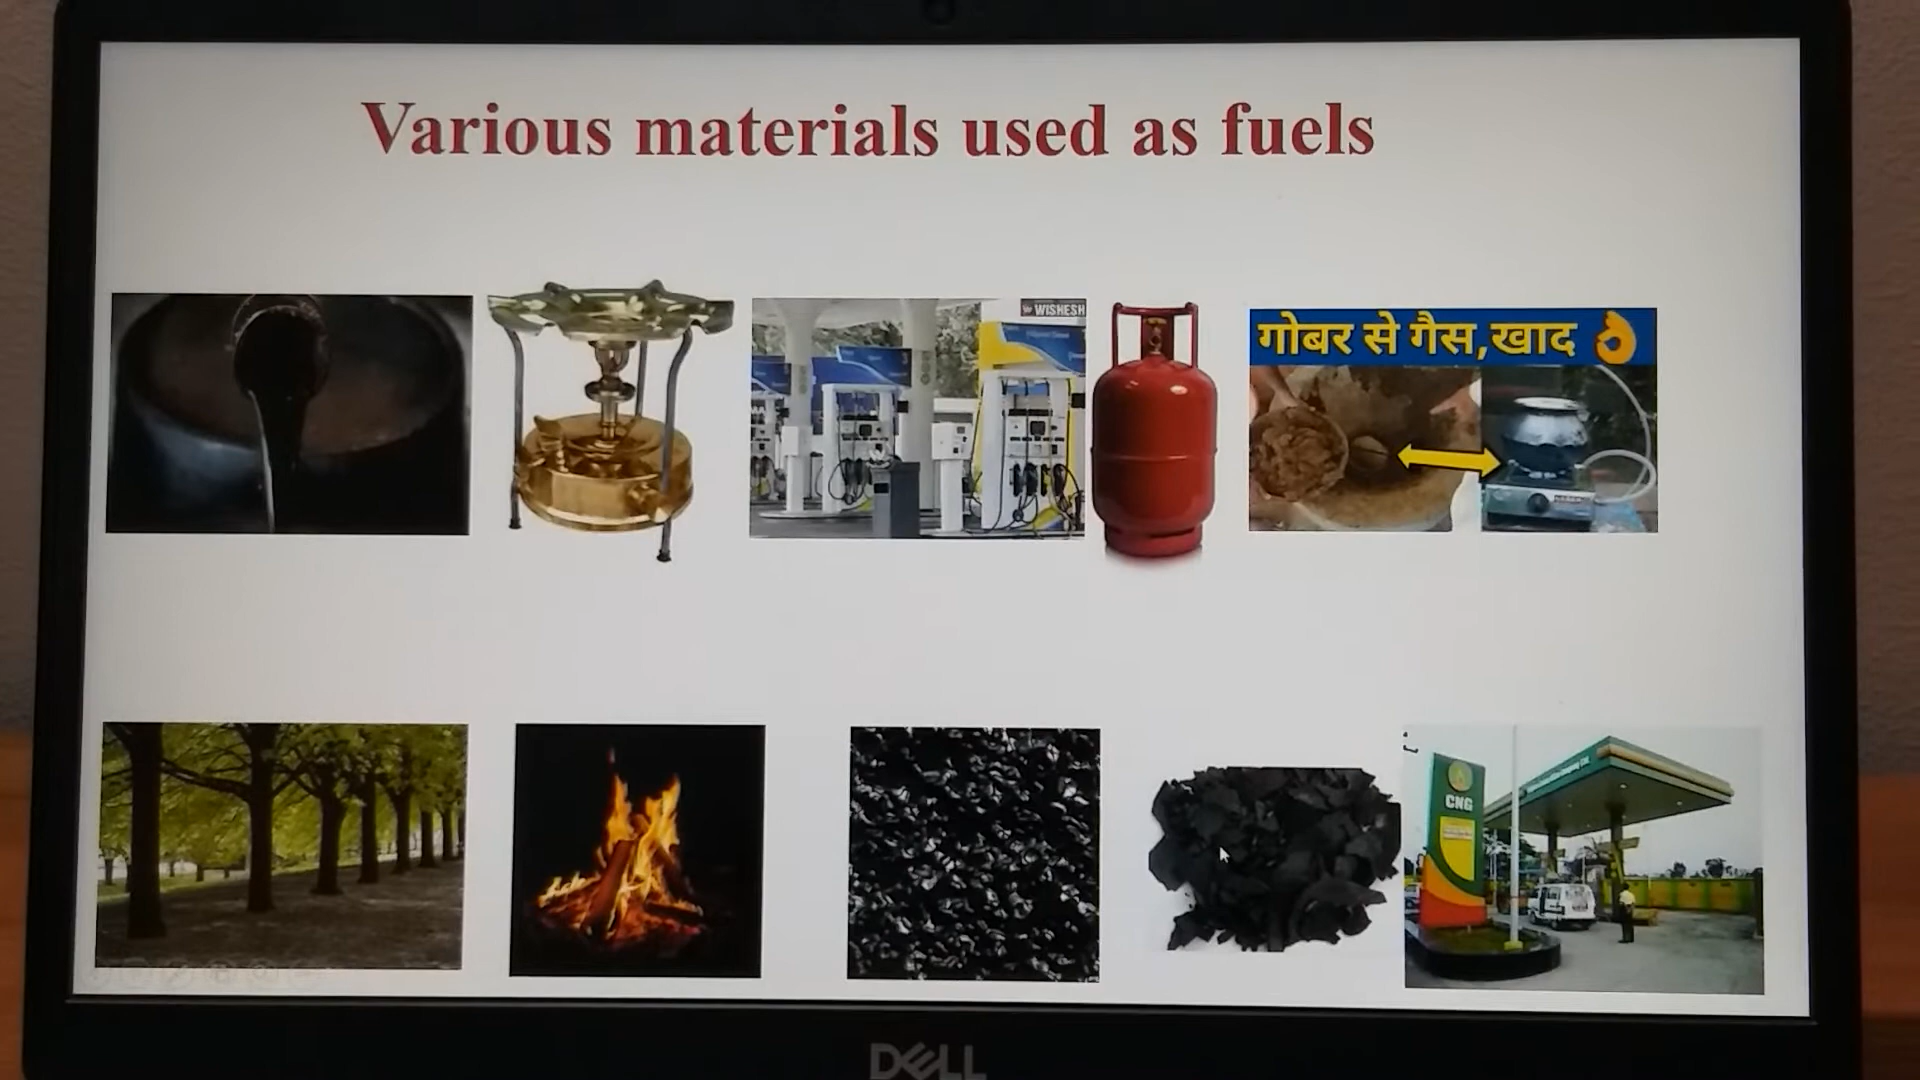 Various materials used as fuels
WISHESH
गोबर से गैस,खाद
CNG
DELL